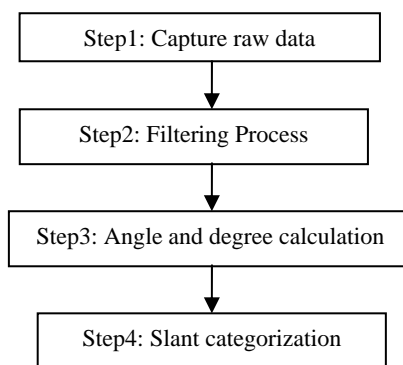 Step1: Capture raw data
Step2: Filtering Process
Step3: Angle and degree calculation
Step4: Slant categorization